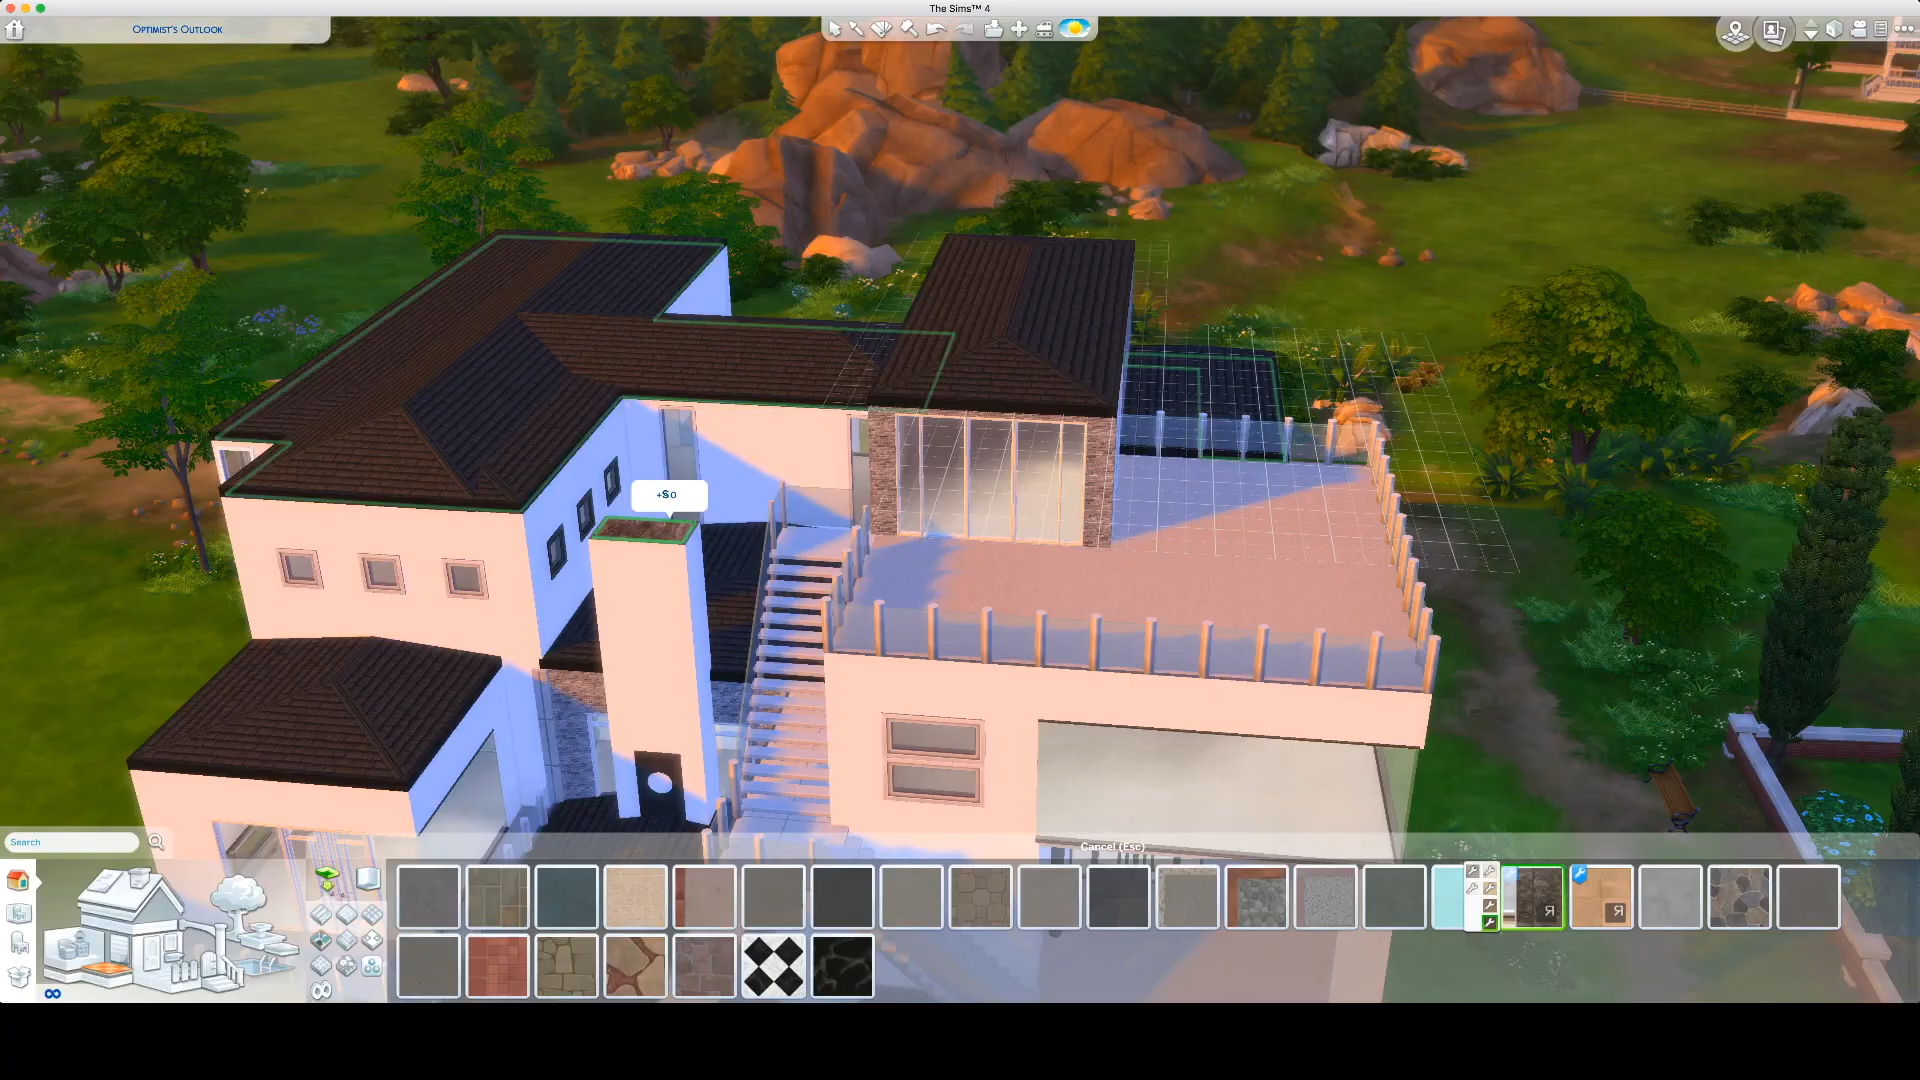 The Sims™ 4
OPTIMIST'S OUTLOOK
+§0
Search
Cancel (Esc)
R
R